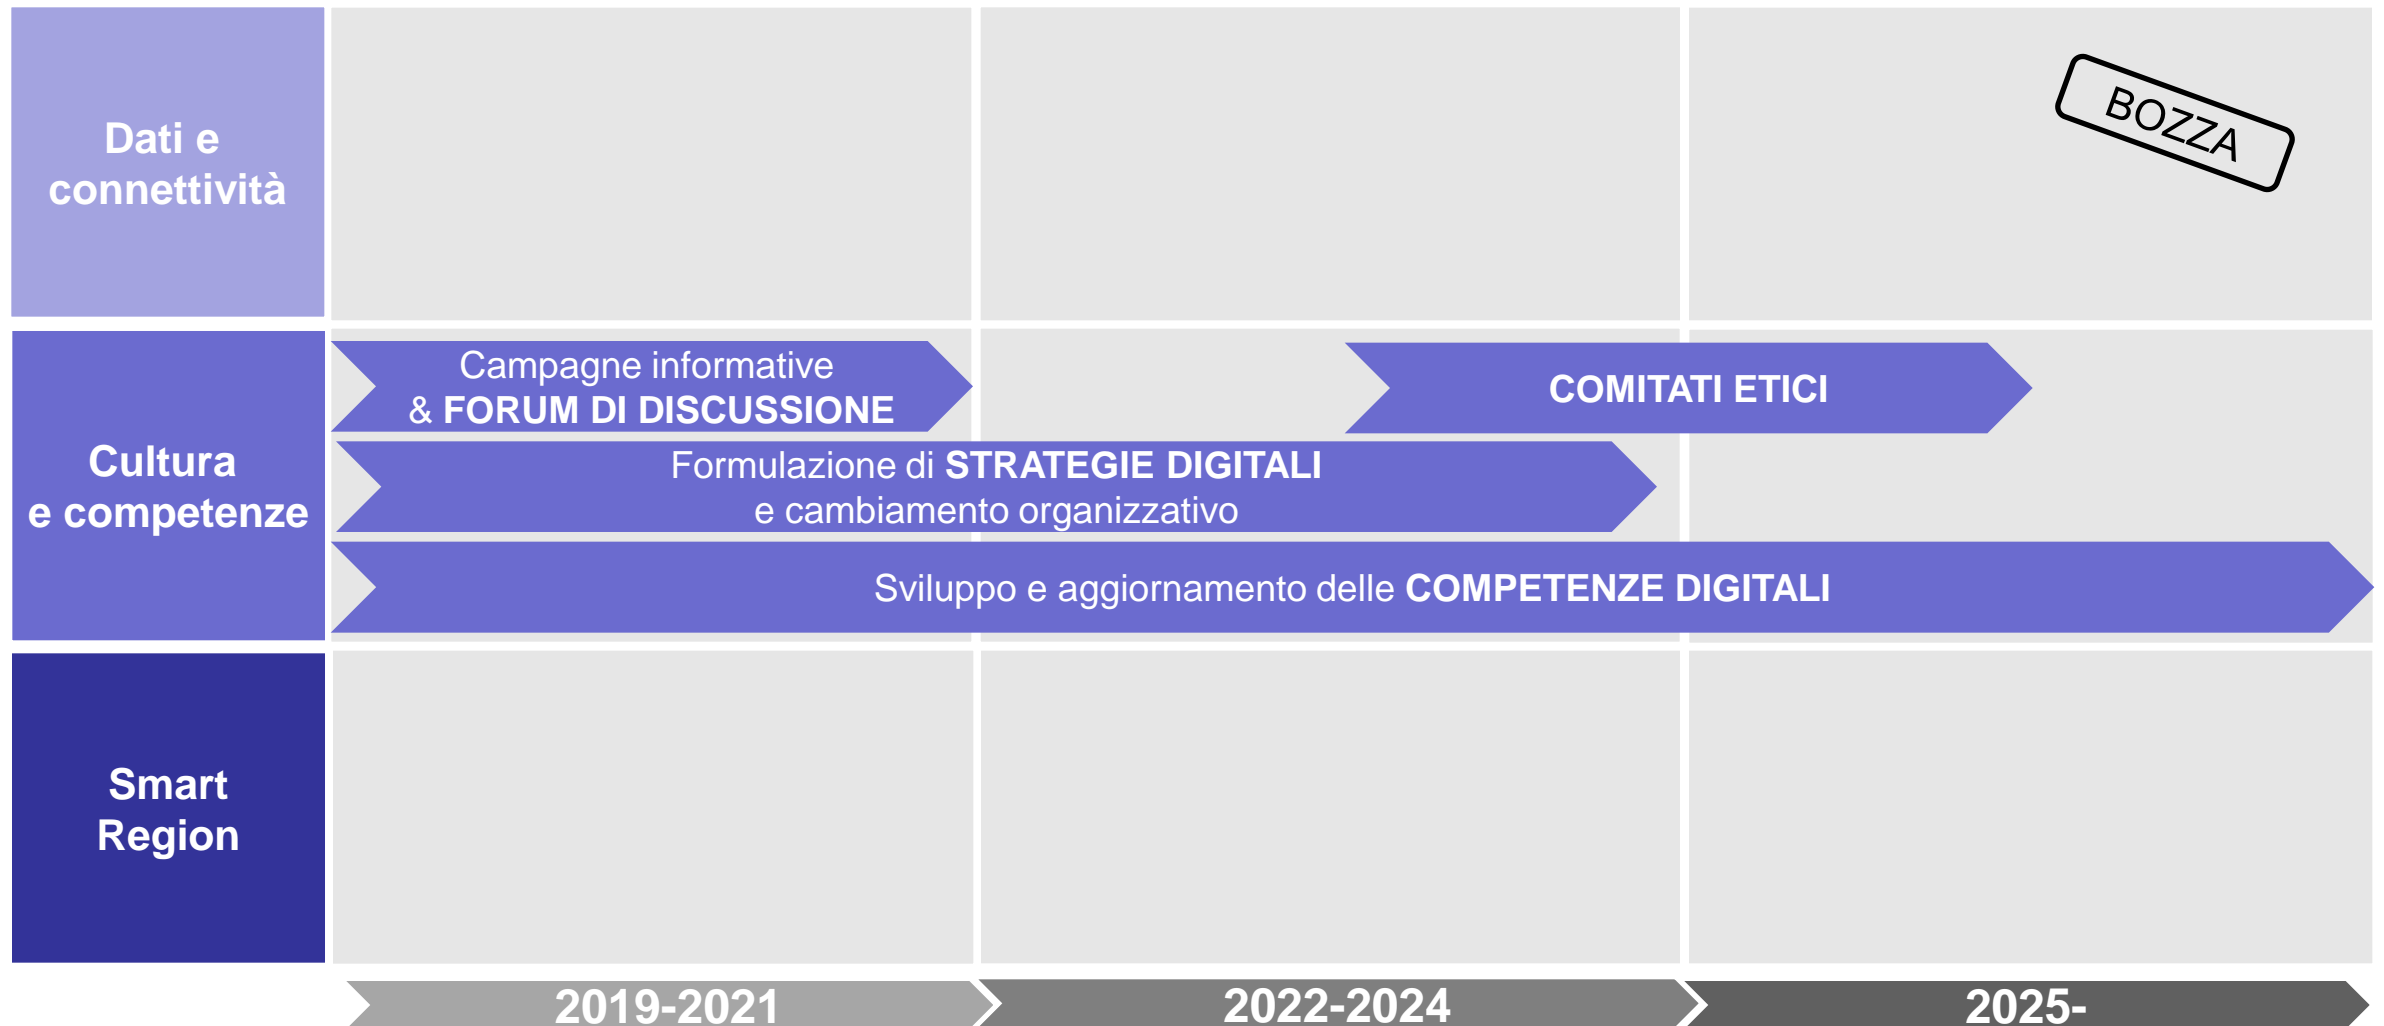 Dati e
connettività
BOZZA
Cultura
e competenze
Campagne informative
& FORUM DI DISCUSSIONE
COMITATI ETICI
Formulazione di STRATEGIE DIGITALI
e cambiamento organizzativo
Sviluppo e aggiornamento delle COMPETENZE DIGITALI
Smart
Region
2019-2021
2022-2024
2025-